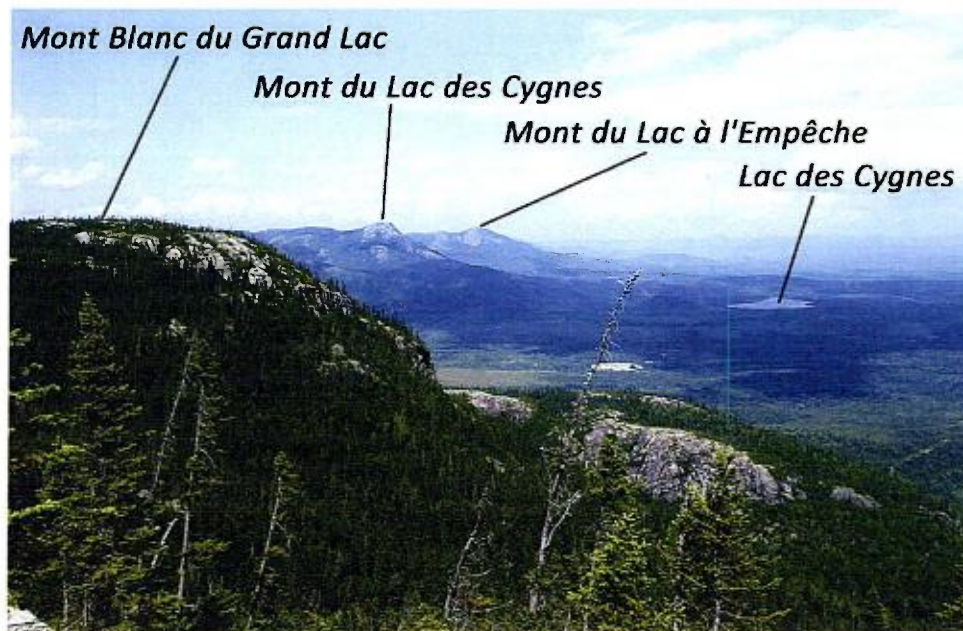 Mont Blanc du Grand Lac
Mont du Lac des Cygnes
Mont du Lac à l'Empêche
Lac des Cygnes